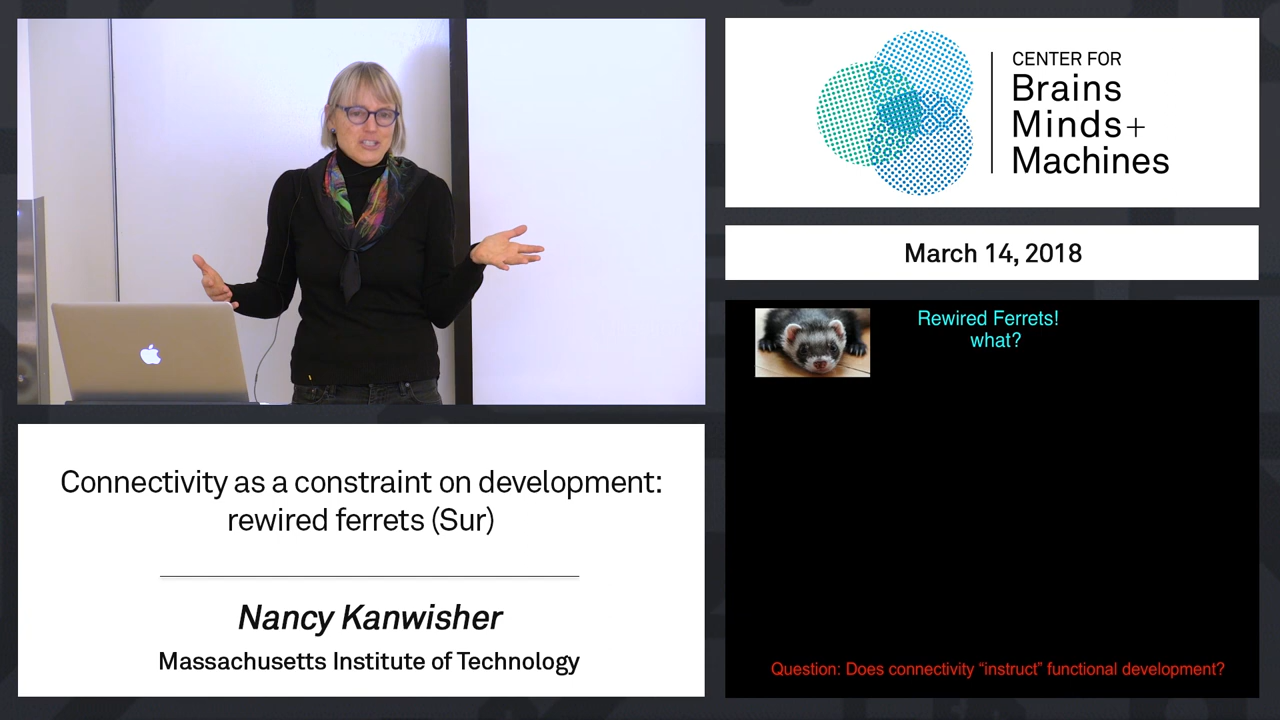 CENTER FOR
Brains
Minds+
Machines
March 14, 2018
Rewired Ferrets!
what?
Question: Does connectivity “instruct” functional development?
Connectivity as a constraint on development:
rewired ferrets (Sur)
Nancy Kanwisher
Massachusetts Institute of Technology